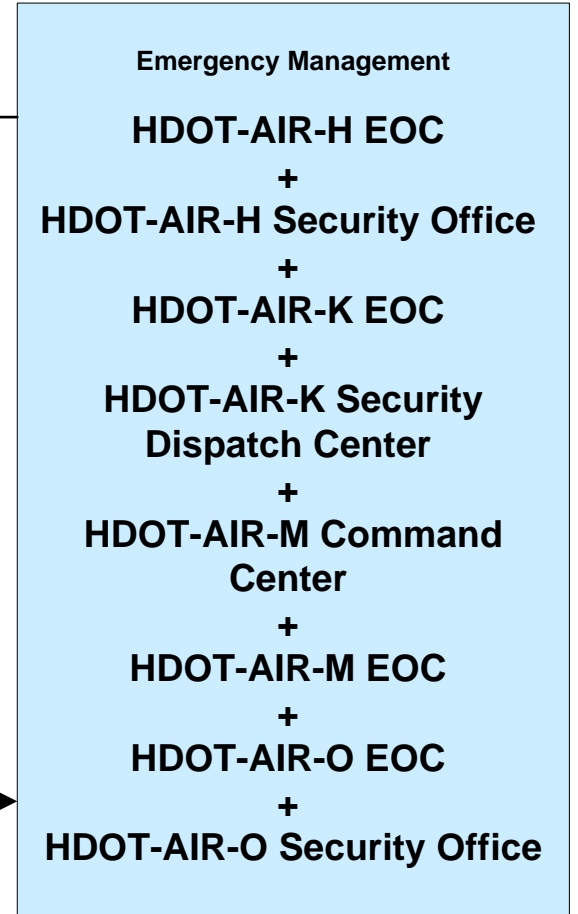 Emergency Management
HDOT-AIR-H EOC
+
HDOT-AIR-H Security Office
+
HDOT-AIR-K EOC
+
HDOT-AIR-K Security
Dispatch Center
+
HDOT-AIR-M Command
Center
+
HDOT-AIR-M EOC
+
HDOT-AIR-O EOC
+
HDOT-AIR-O Security Office